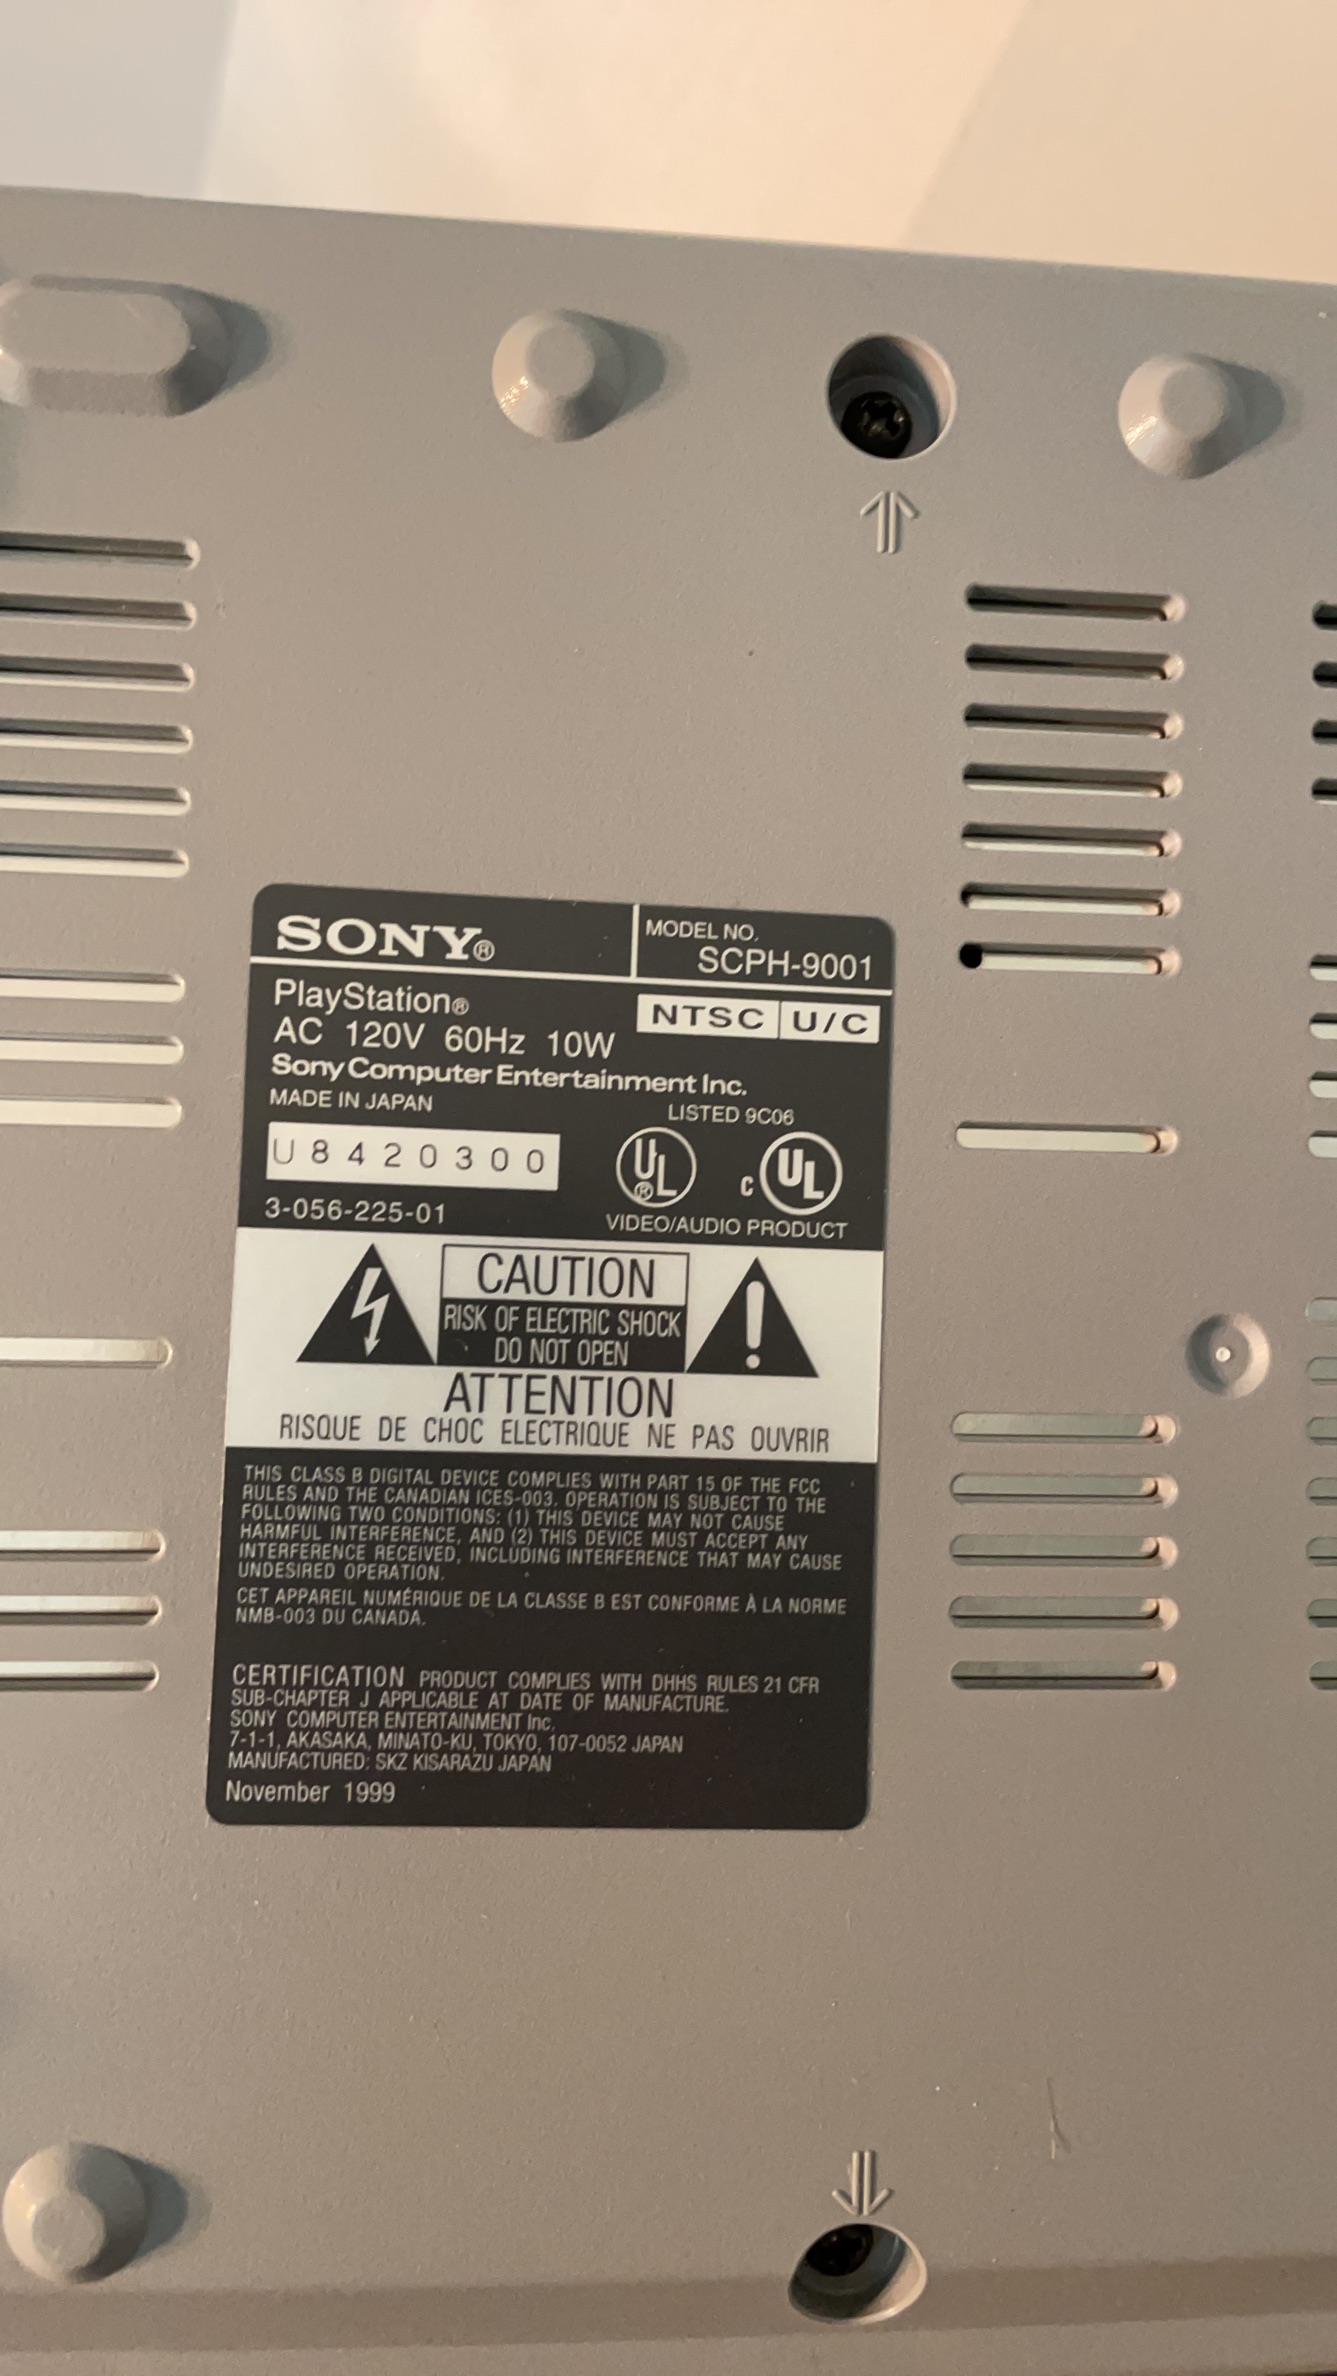 SONY®
MODEL NO.
SCPH-9001
PlayStation®
NTSC U/C
AC 120V 60Hz 10W
Sony Computer Entertainment Inc.
MADE IN JAPAN
LISTED 9C06
U8420300
UL® C UL
3-056-225-01
VIDEO/AUDIO PRODUCT
CAUTION
RISK OF ELECTRIC SHOCK
DO NOT OPEN
ATTENTION
RISQUE DE CHOC ELECTRIQUE NE PAS OUVRIR
THIS CLASS B DIGITAL DEVICE COMPLIES WITH PART 15 OF THE FCC
RULES AND THE CANADIAN ICES-003. OPERATION IS SUBJECT TO THE
FOLLOWING TWO CONDITIONS: (1) THIS DEVICE MAY NOT CAUSE
HARMFUL INTERFERENCE, AND (2) THIS DEVICE MUST ACCEPT ANY
INTERFERENCE RECEIVED, INCLUDING INTERFERENCE THAT MAY CAUSE
UNDESIRED OPERATION.
CET APPAREIL NUMÉRIQUE DE LA CLASSE B EST CONFORME À LA NORME
NMB-003 DU CANADA.
CERTIFICATION PRODUCT COMPLIES WITH DHHS RULES 21 CFR
SUB-CHAPTER J APPLICABLE AT DATE OF MANUFACTURE.
SONY COMPUTER ENTERTAINMENT Inc.
7-1-1, AKASAKA, MINATO-KU, TOKYO, 107-0052 JAPAN
MANUFACTURED: SKZ KISARAZU JAPAN
November 1999